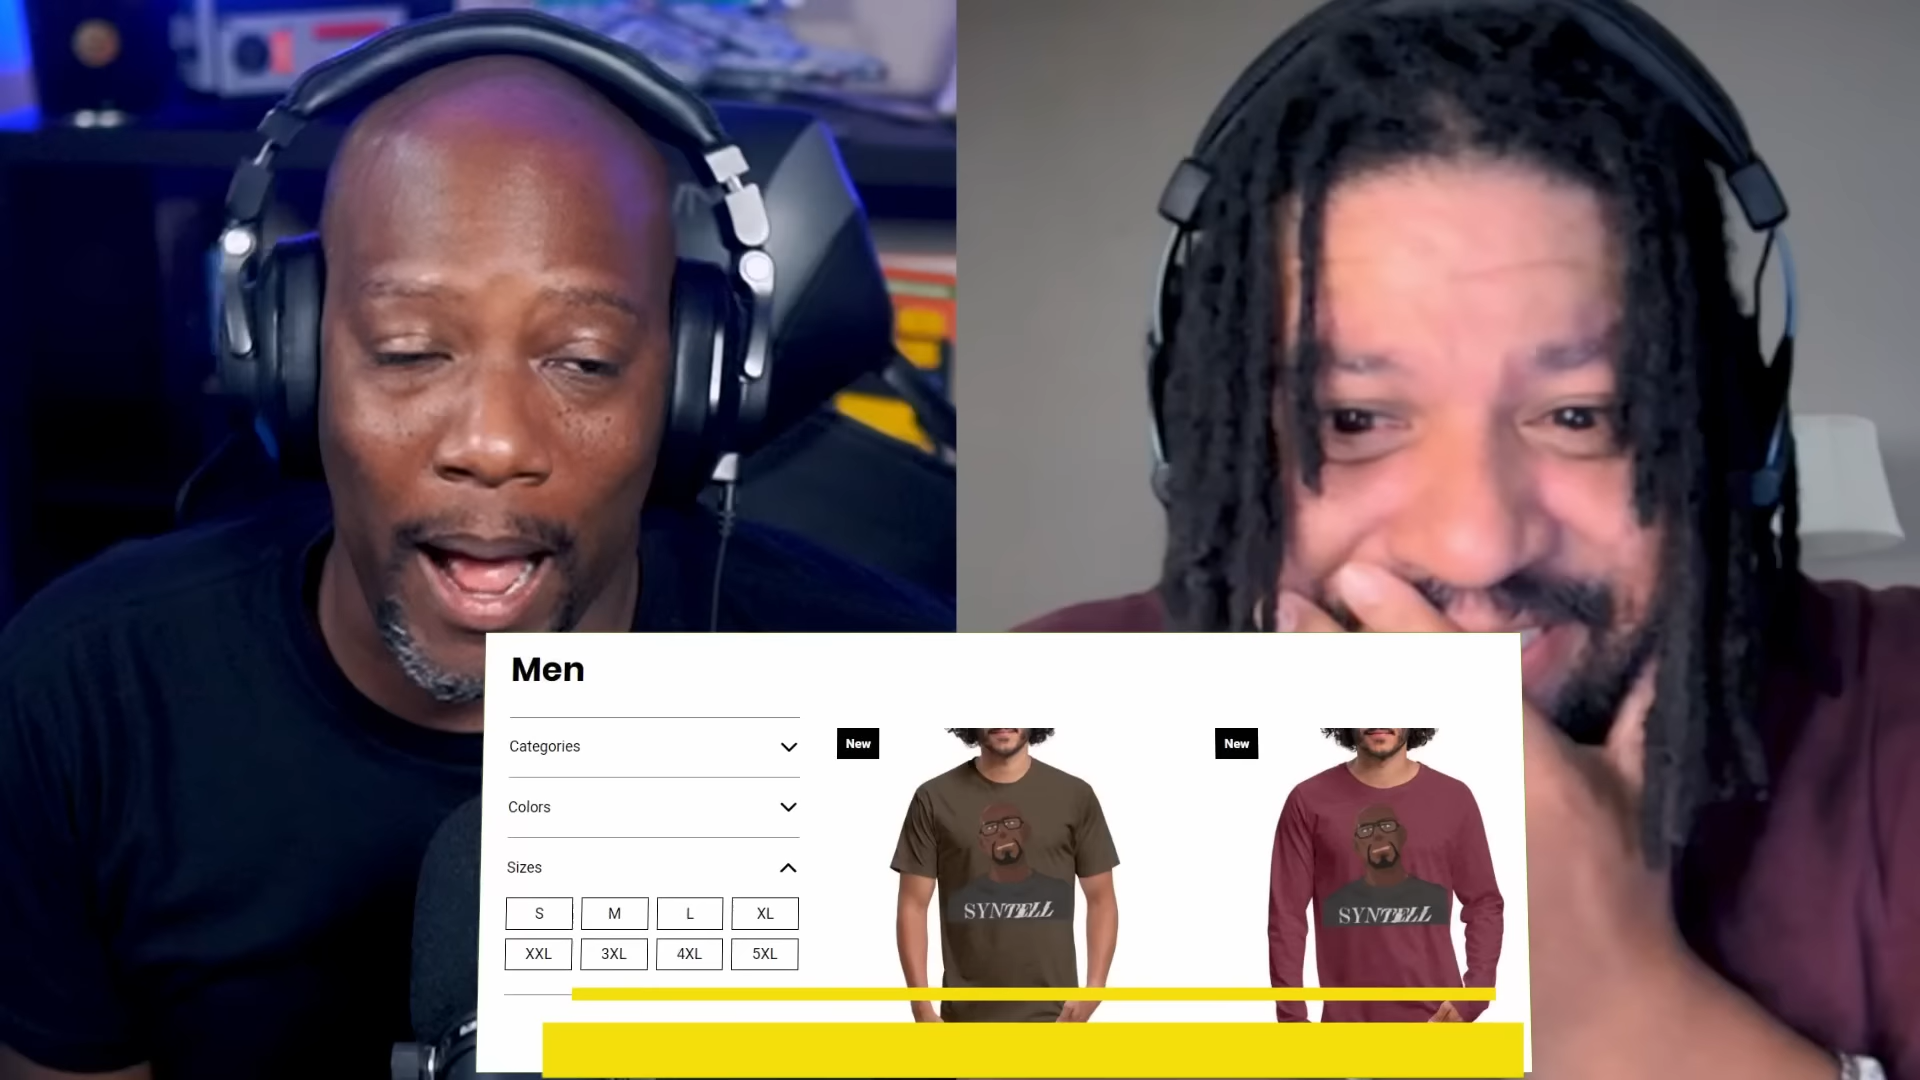 Men
Categories
Colors
Sizes
S M L XL
XXL 3XL 4XL 5XL
New
SYNTELL
New
SYNTELL